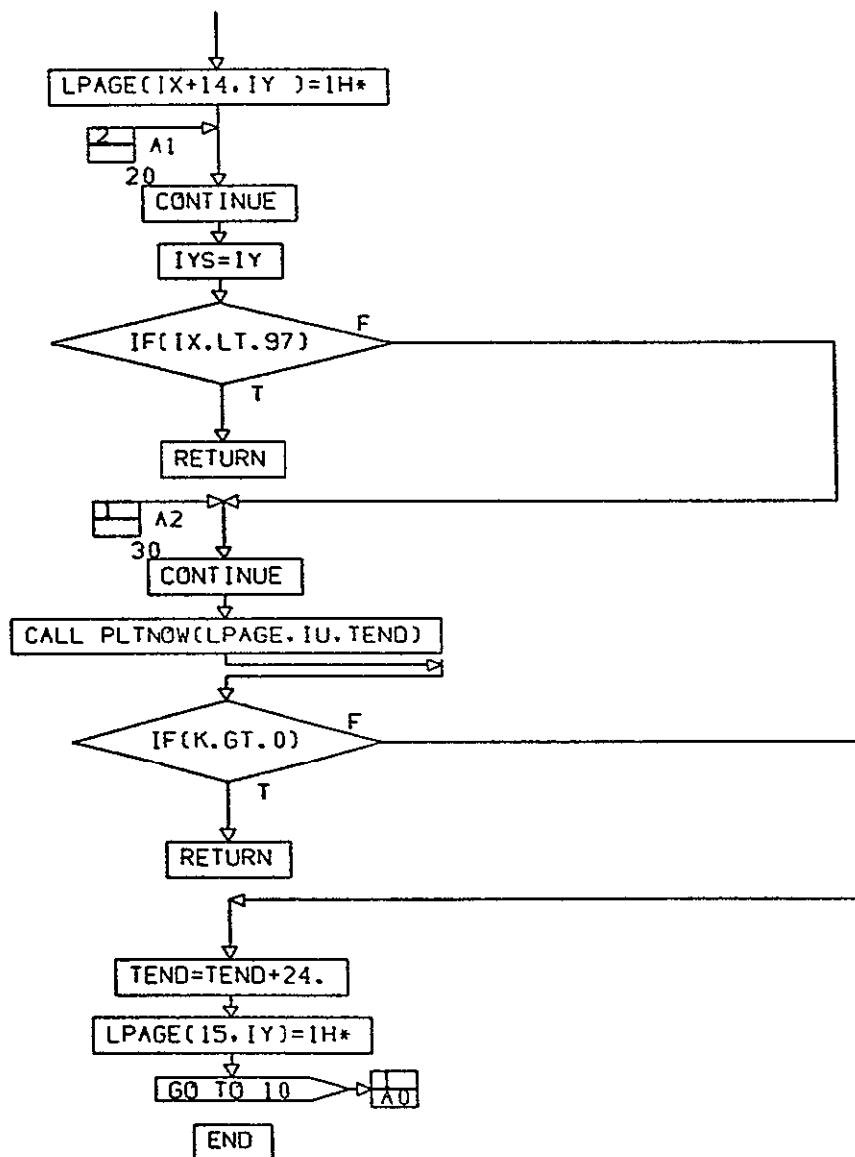 LPAGE(IX+14.IY )=1H*
2
A1
20
CONTINUE
IYS=IY
IF(IX.LT.97)
F
T
RETURN
1
A2
30
CONTINUE
CALL PLTNOW(LPAGE.IU.TEND)
IF(K.GT.0)
F
T
RETURN
TEND=TEND+24.
LPAGE(15.IY)=1H*
GO TO 10
1
A0
END